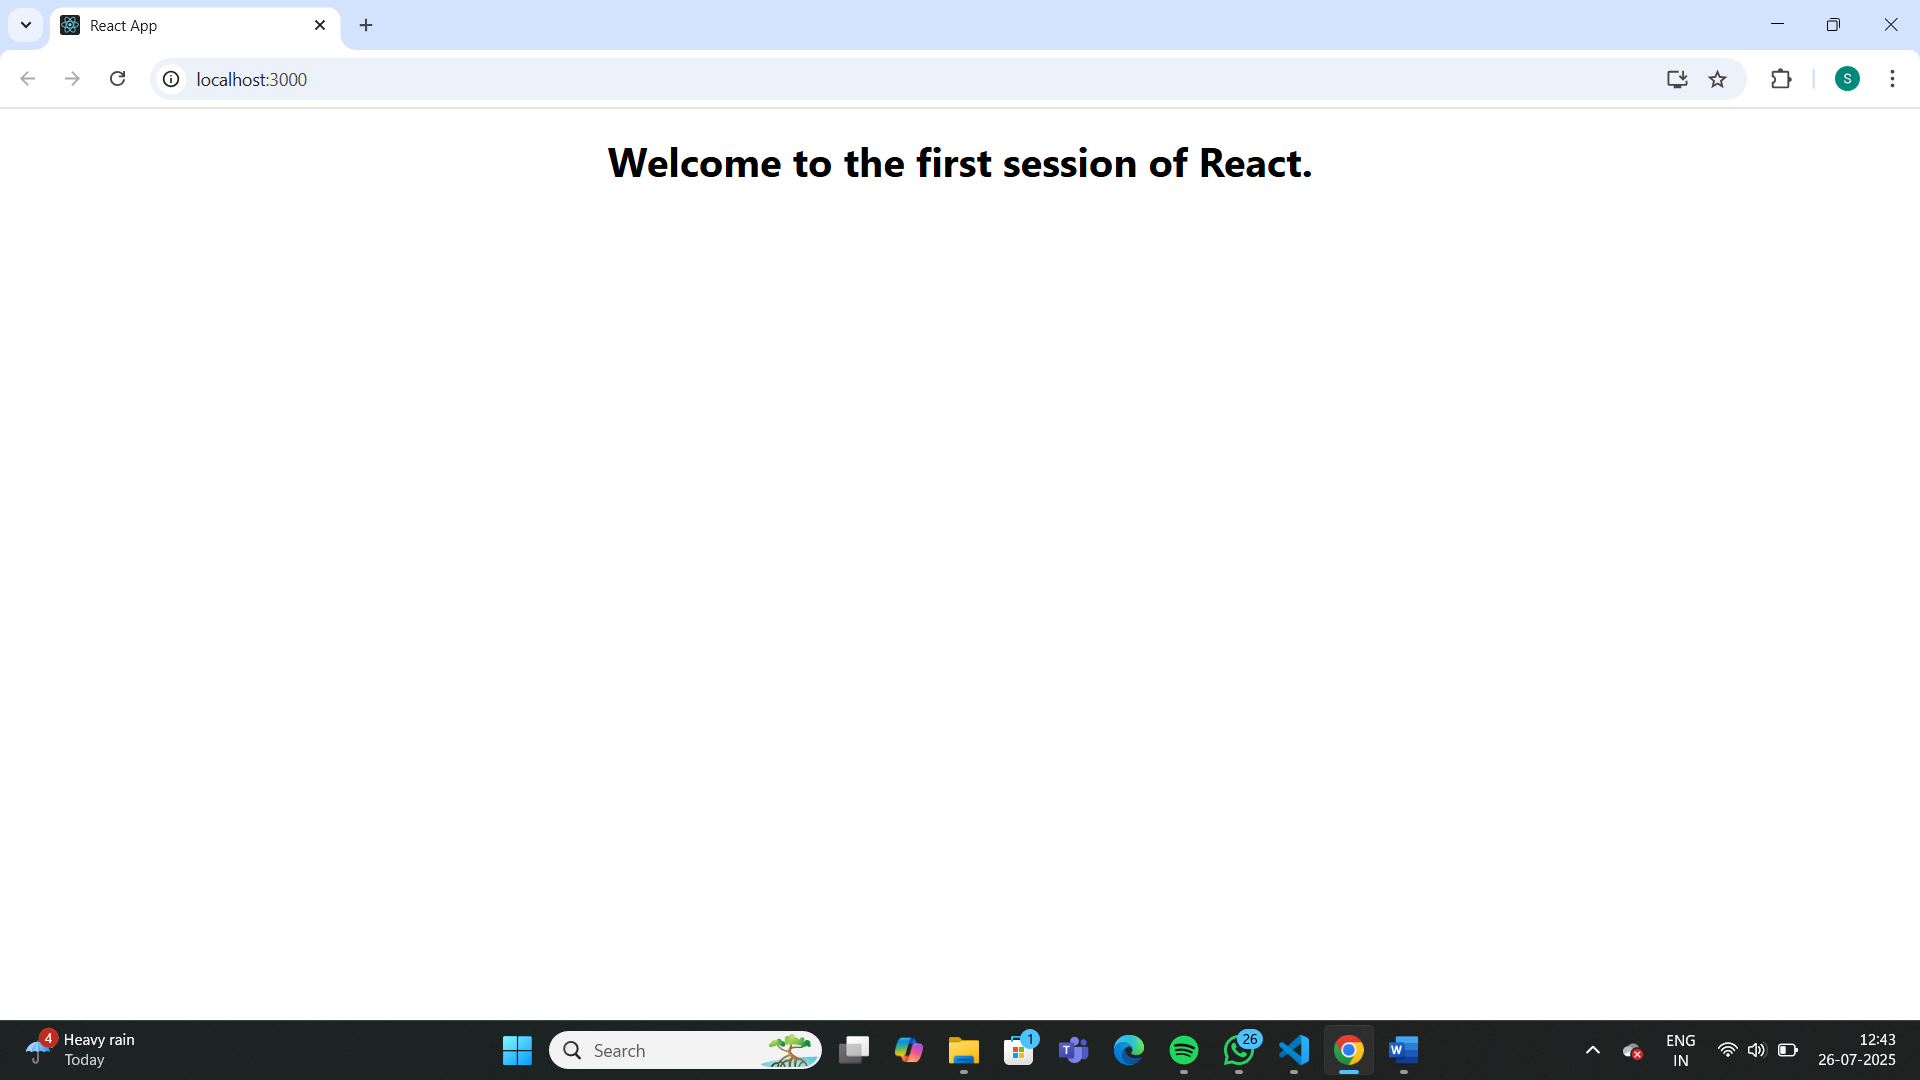 React App
localhost:3000
S
Welcome to the first session of React.
4
Heavy rain
Today
Search
1
T
26
W
ENG
IN
12:43
26-07-2025